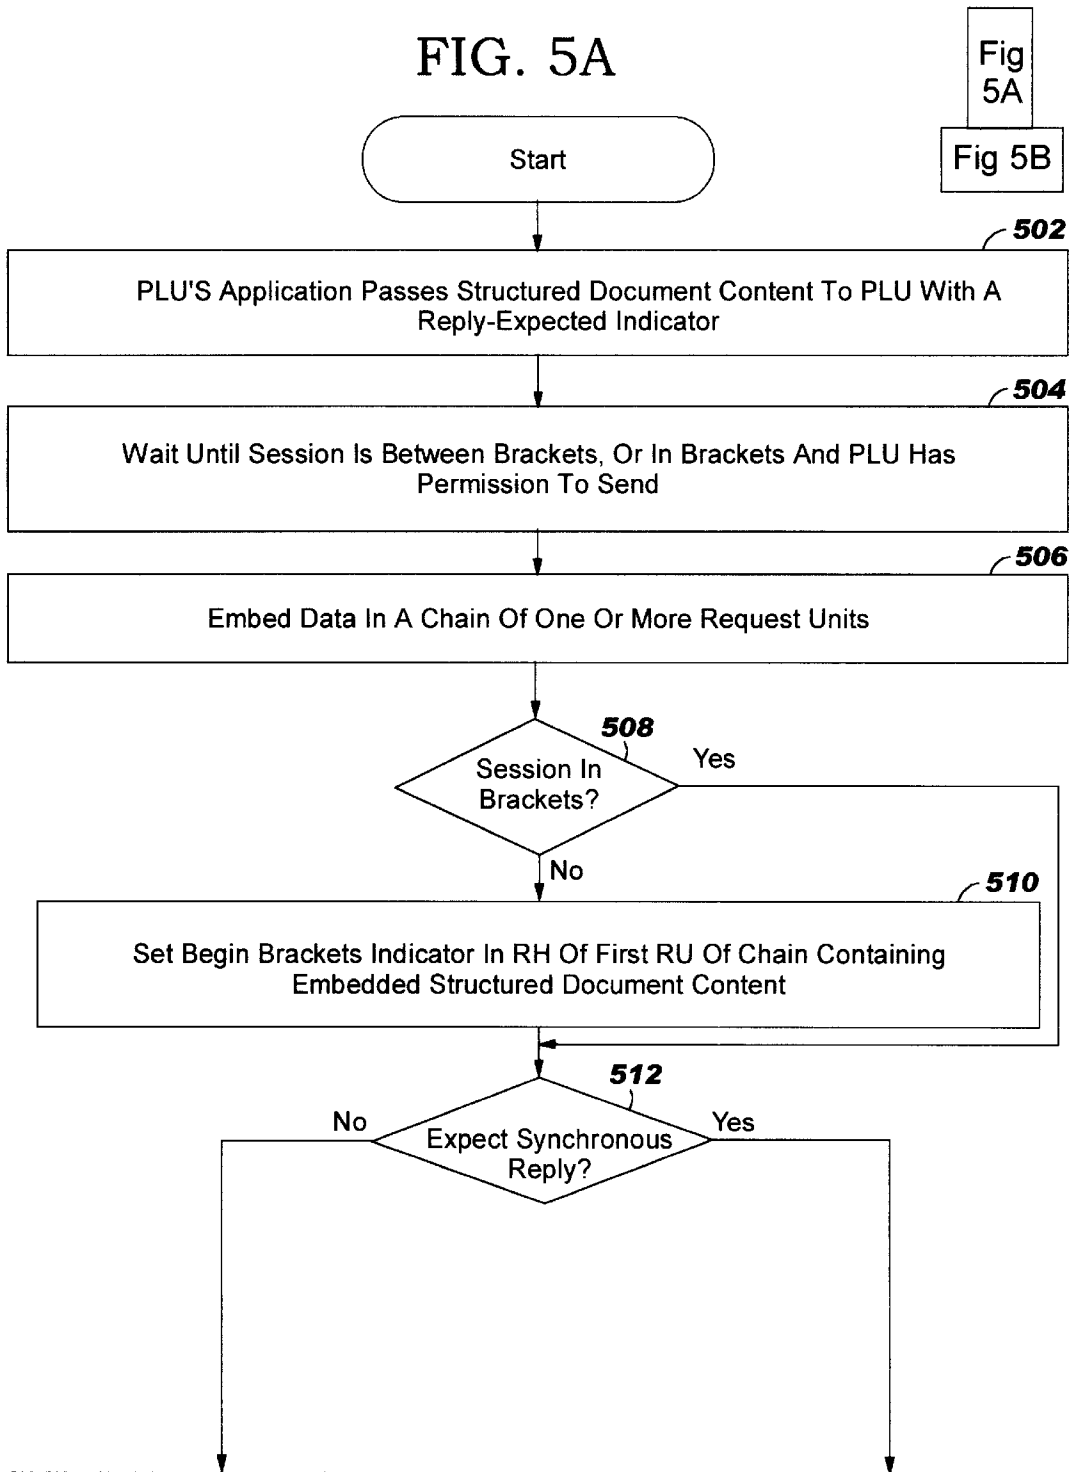 FIG. 5A
Fig
5A
Fig 5B
Start
502
PLU'S Application Passes Structured Document Content To PLU With A
Reply-Expected Indicator
504
Wait Until Session Is Between Brackets, Or In Brackets And PLU Has
Permission To Send
506
Embed Data In A Chain Of One Or More Request Units
508
Session In
Brackets?
Yes
No
510
Set Begin Brackets Indicator In RH Of First RU Of Chain Containing
Embedded Structured Document Content
512
No
Expect Synchronous
Reply?
Yes